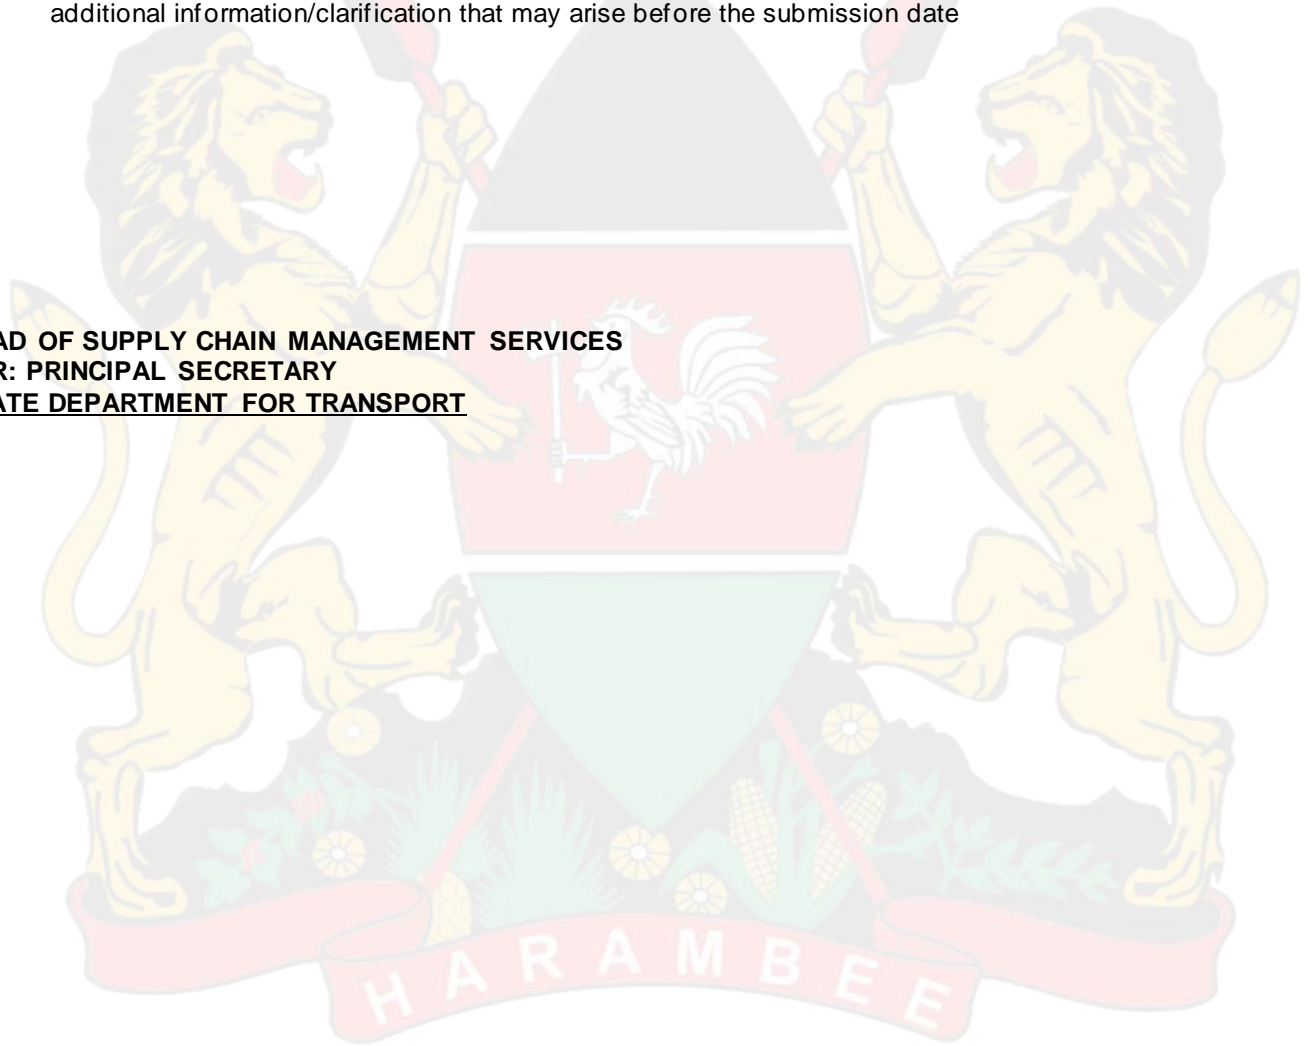 additional information/clarification that may arise before the submission date
AD OF SUPPLY CHAIN MANAGEMENT SERVICES
R: PRINCIPAL SECRETARY
ATE DEPARTMENT FOR TRANSPORT
HARAMBEE